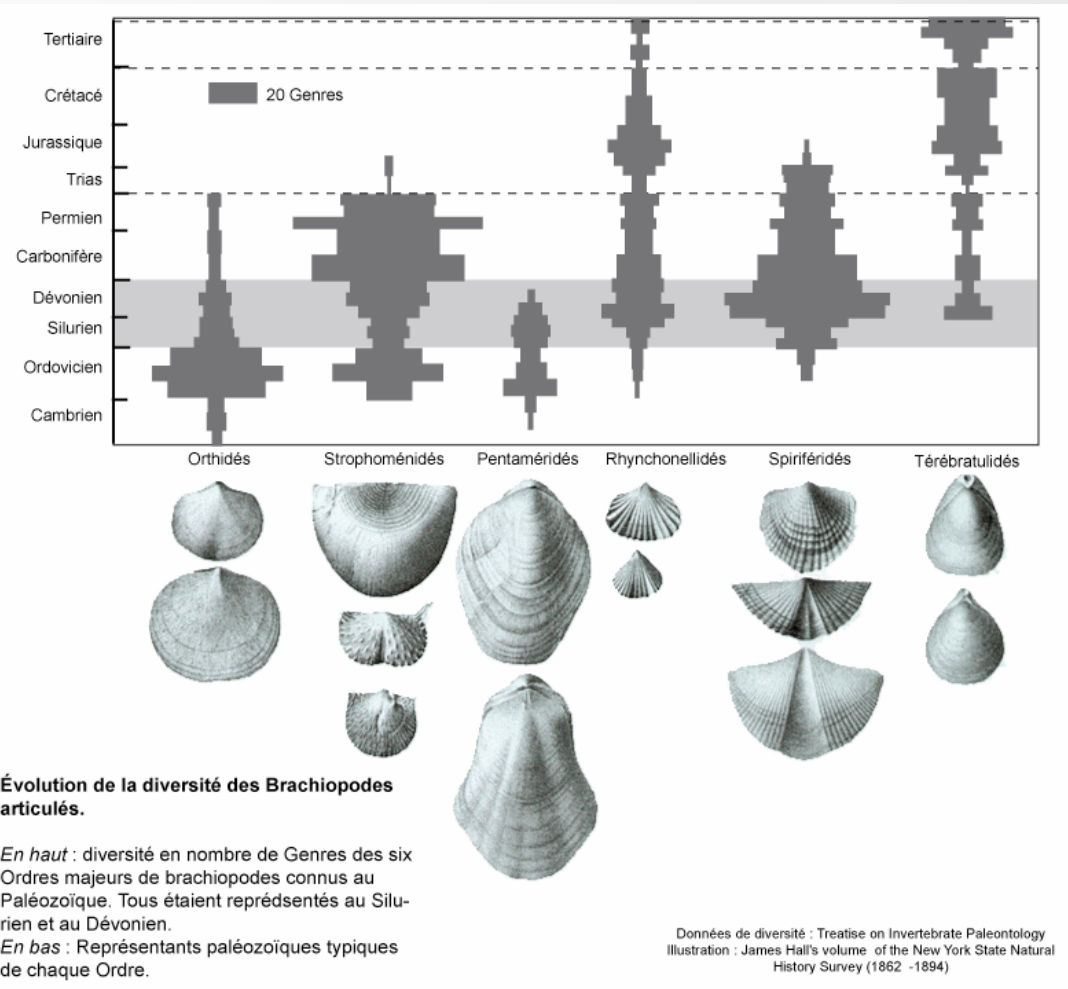 Tertiaire
20 Genres
Crétacé
Jurassique
Trias
Permien
Carbonifère
Dévonien
Silurien
Ordovicien
Cambrien
Orthidés Strophoménidés Pentaméridés Rhynchonellidés Spiriféridés Térébratulidés
Évolution de la diversité des Brachiopodes
articulés.
En haut : diversité en nombre de Genres des six
Ordres majeurs de brachiopodes connus au
Paléozoïque. Tous étaient reprédsentés au Silu-
rien et au Dévonien.
En bas : Représentants paléozoïques typiques
de chaque Ordre.
Données de diversité : Treatise on Invertebrate Paleontology
Illustration : James Hall's volume of the New York State Natural
History Survey (1862 -1894)